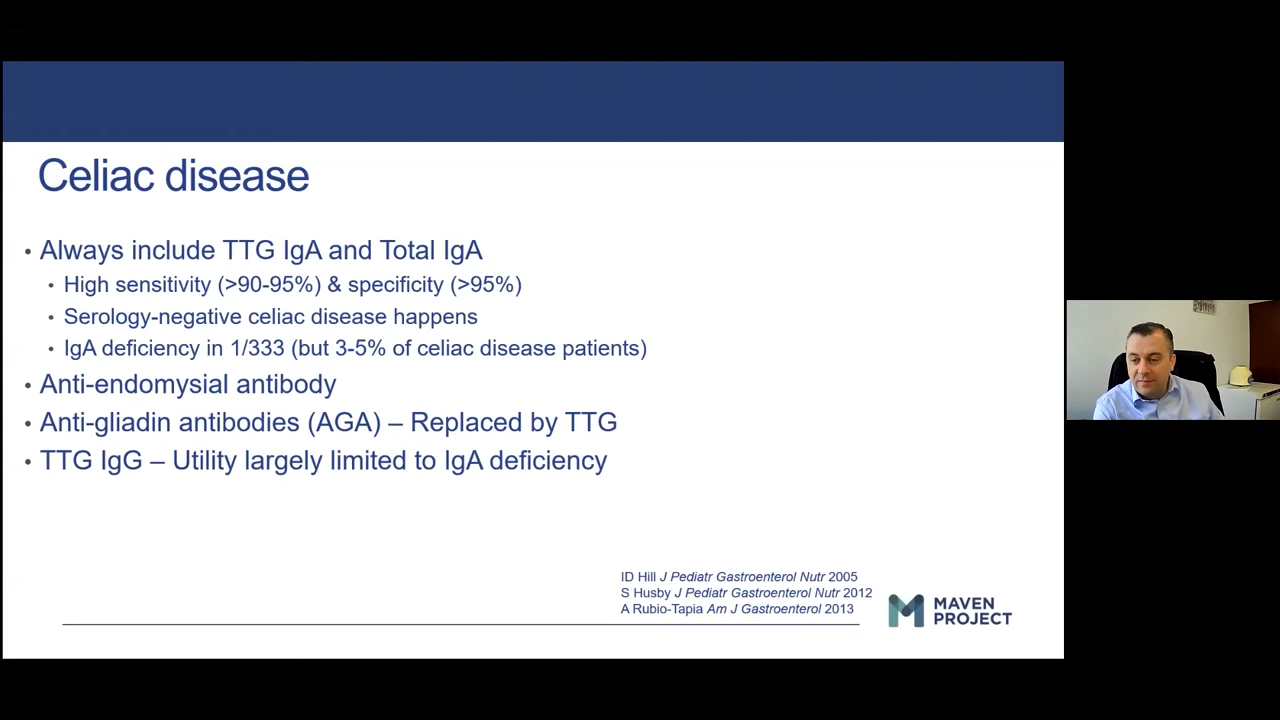 Celiac disease
• Always include TTG IgA and Total IgA
• High sensitivity (>90-95%) & specificity (>95%)
• Serology-negative celiac disease happens
• IgA deficiency in 1/333 (but 3-5% of celiac disease patients)
• Anti-endomysial antibody
• Anti-gliadin antibodies (AGA) – Replaced by TTG
• TTG IgG – Utility largely limited to IgA deficiency
ID Hill J Pediatr Gastroenterol Nutr 2005
S Husby J Pediatr Gastroenterol Nutr 2012
A Rubio-Tapia Am J Gastroenterol 2013
MAVEN
PROJECT